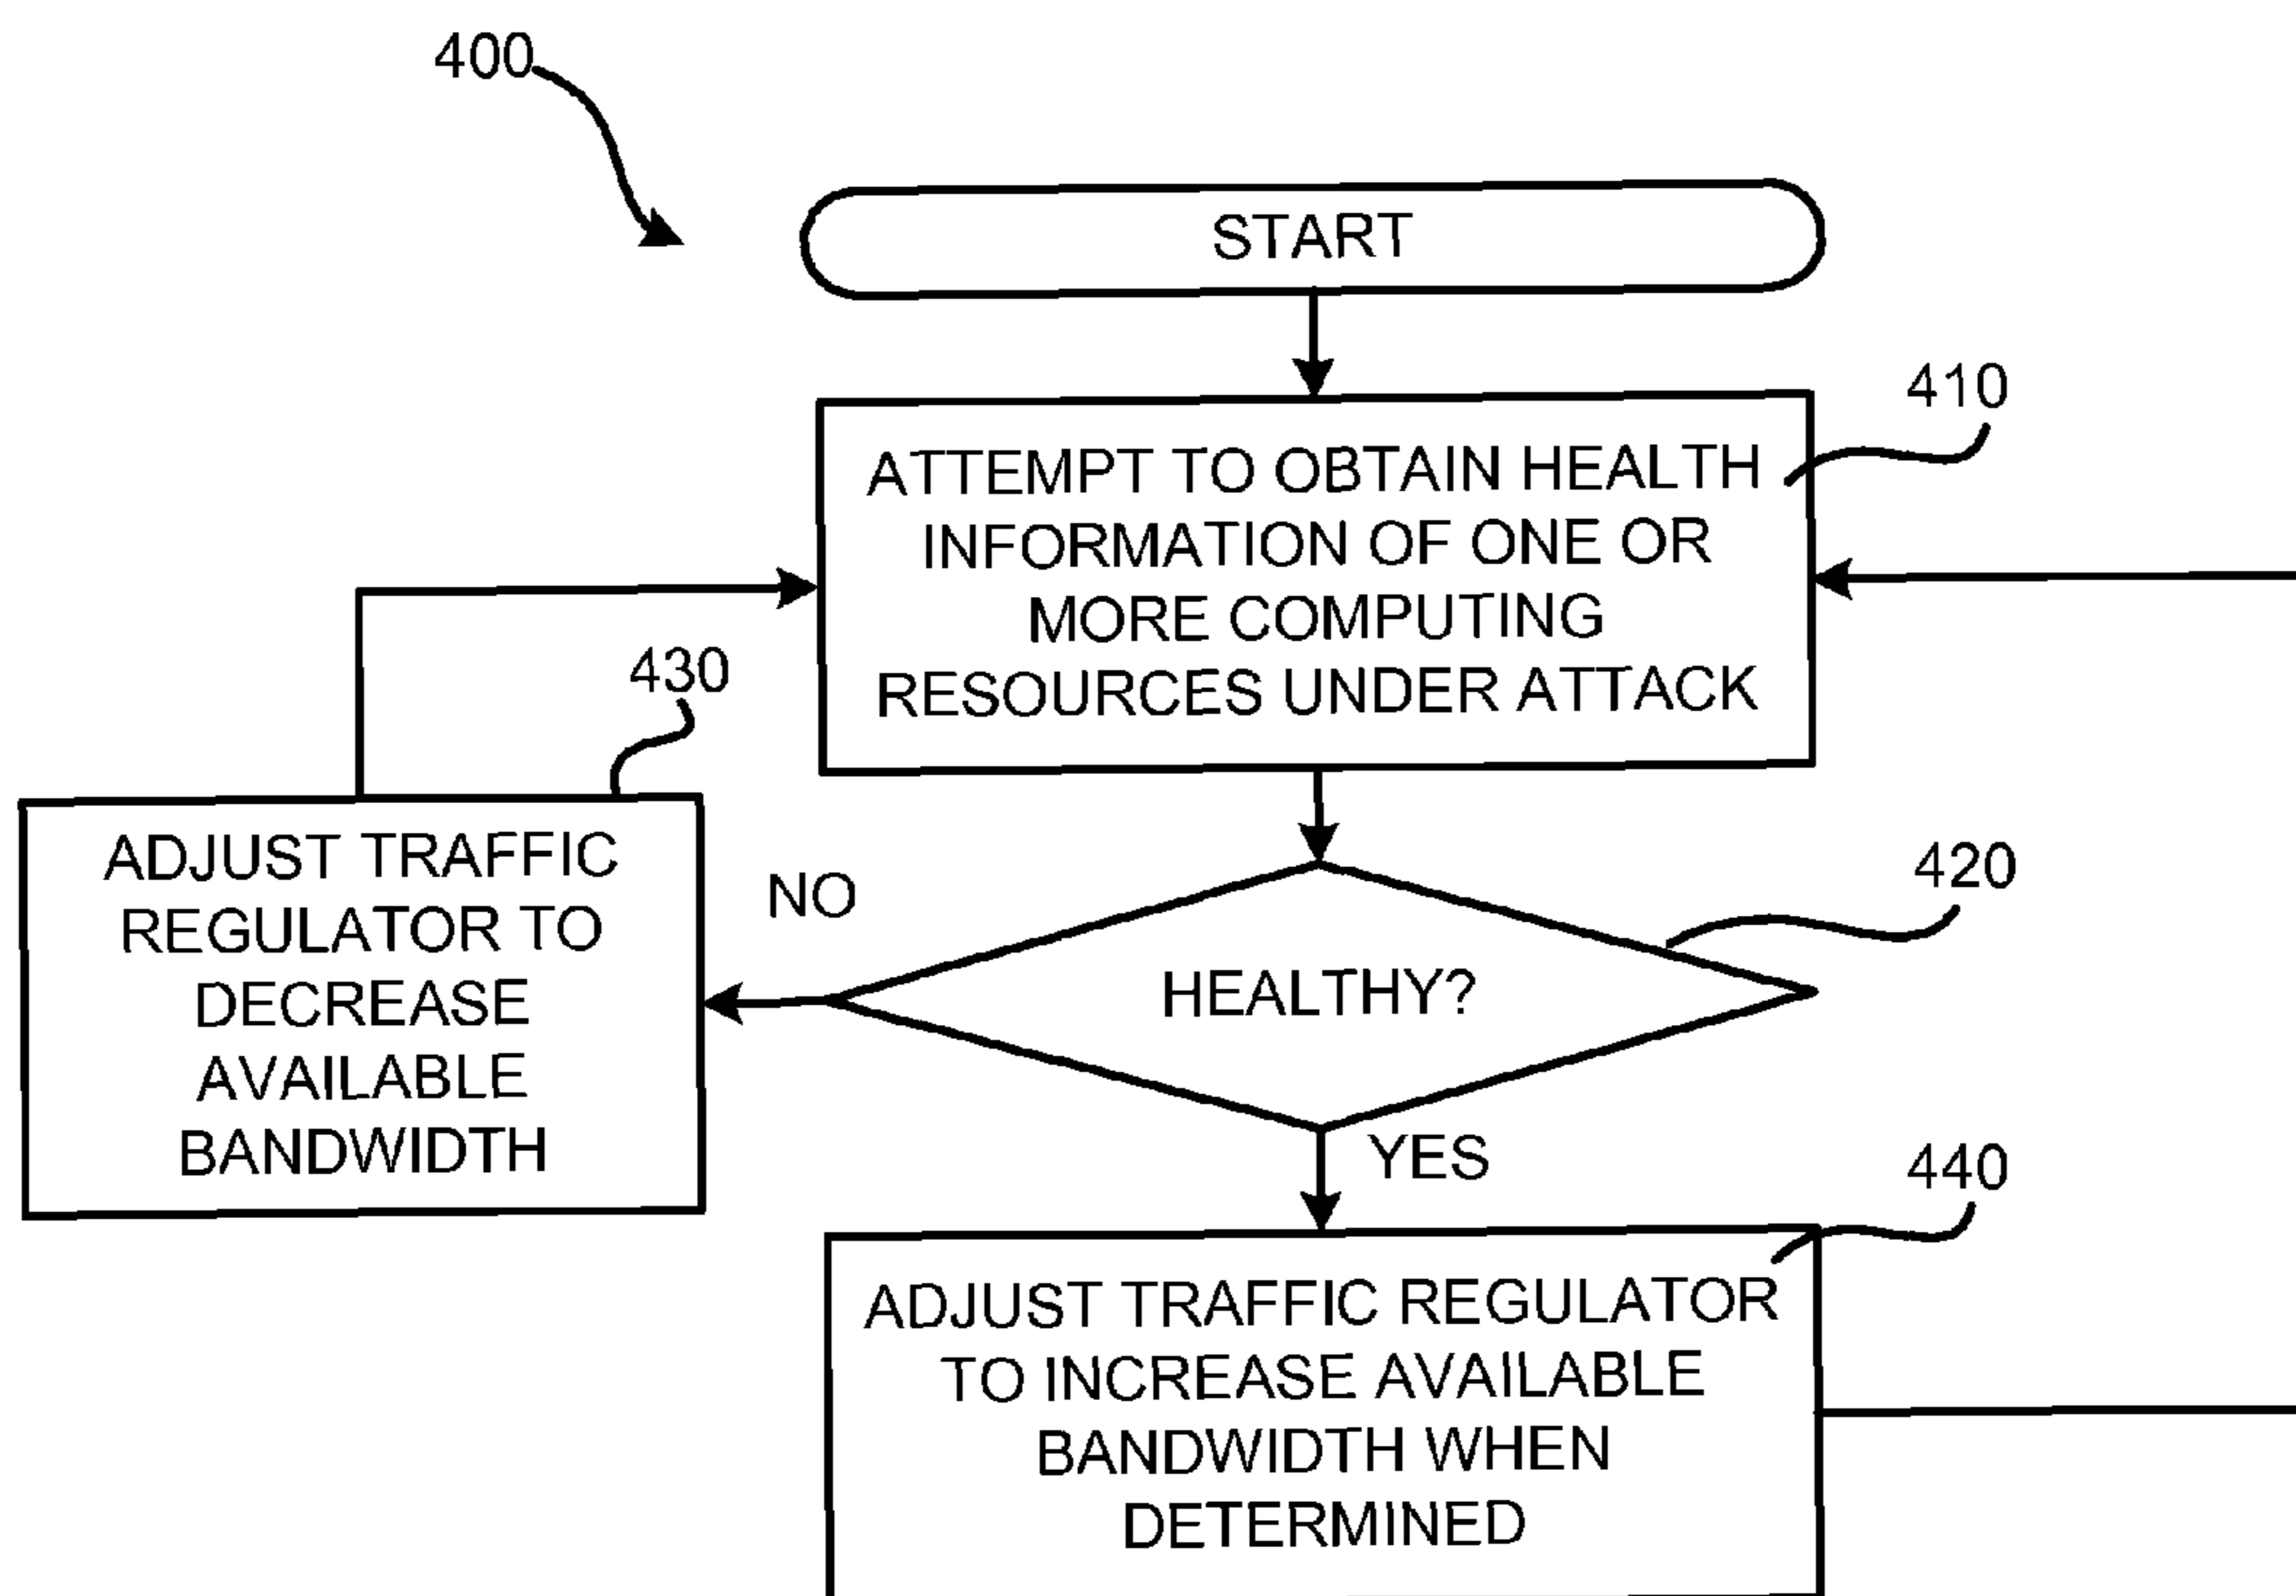 400
START
410
ATTEMPT TO OBTAIN HEALTH
INFORMATION OF ONE OR
MORE COMPUTING
RESOURCES UNDER ATTACK
430
ADJUST TRAFFIC
REGULATOR TO
DECREASE
AVAILABLE
BANDWIDTH
NO
420
HEALTHY?
YES
440
ADJUST TRAFFIC REGULATOR
TO INCREASE AVAILABLE
BANDWIDTH WHEN
DETERMINED